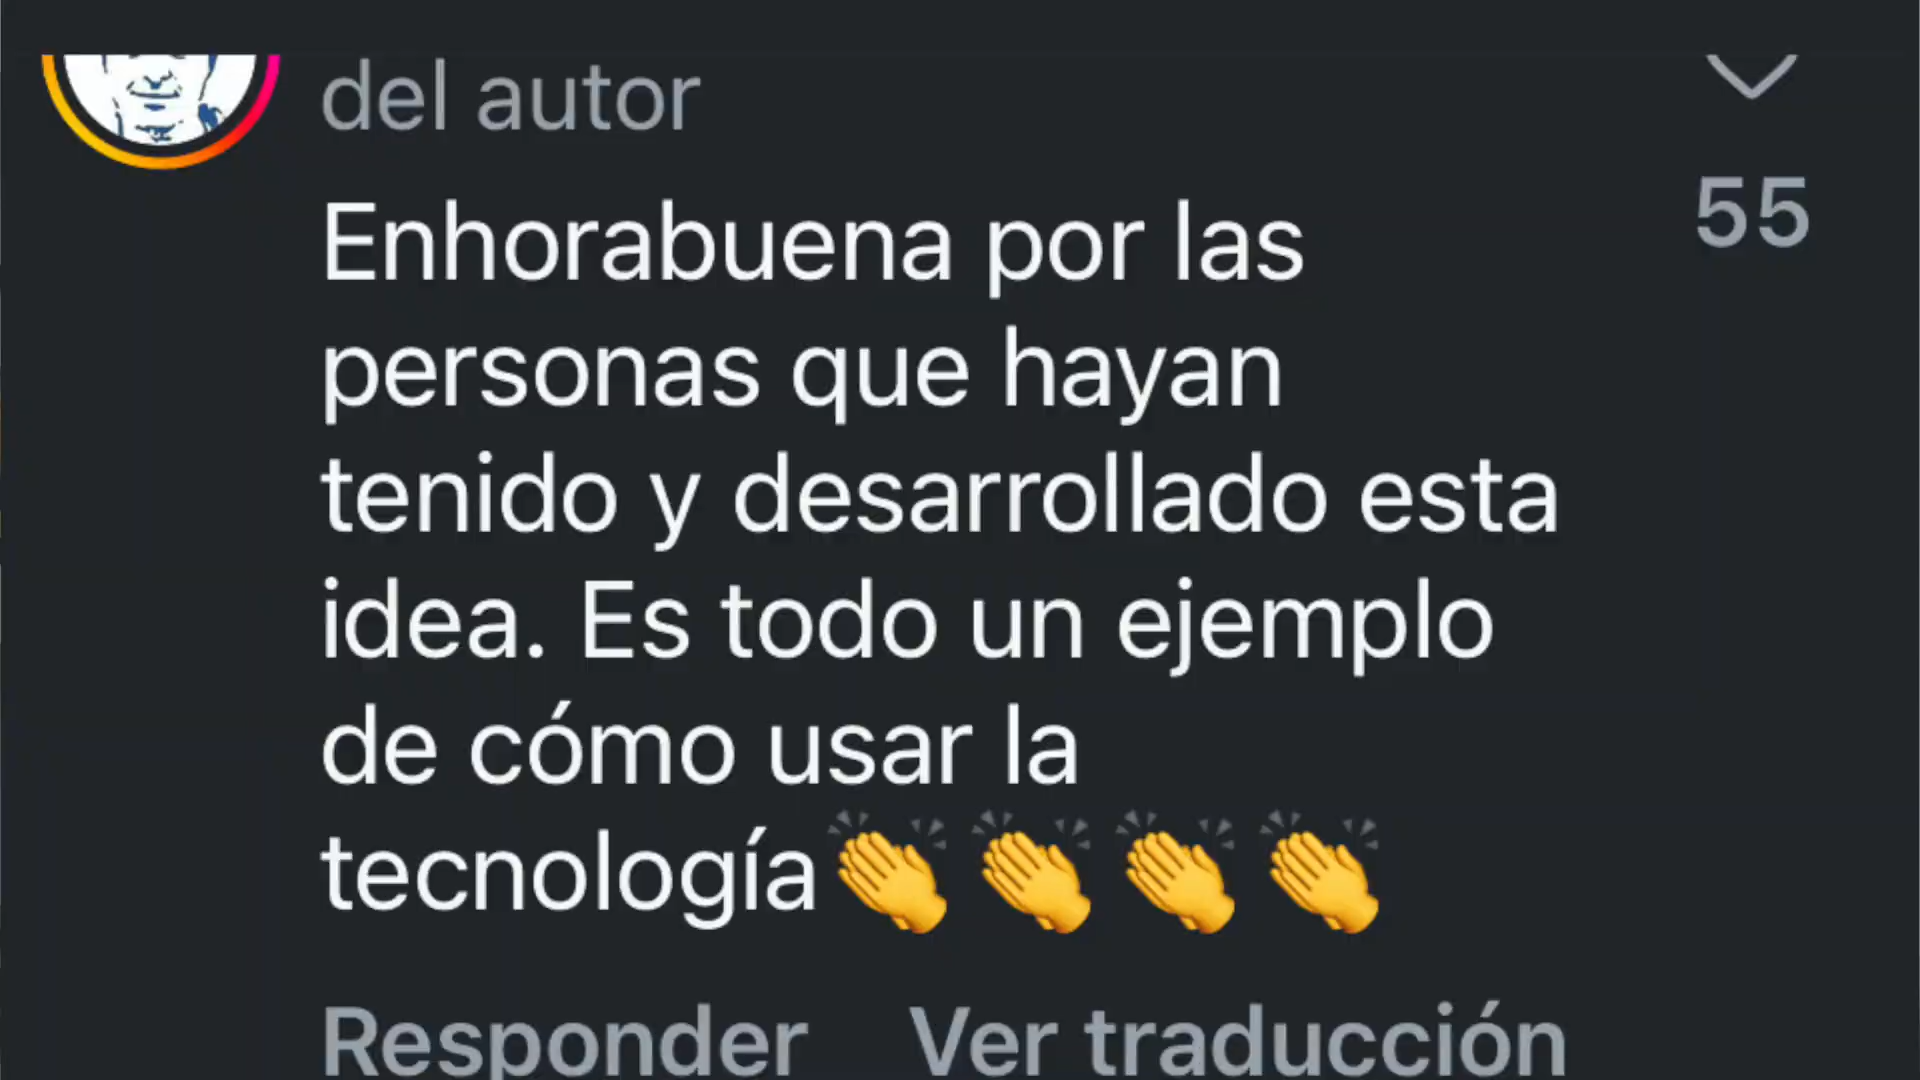 del autor
55
Enhorabuena por las
personas que hayan
tenido y desarrollado esta
idea. Es todo un ejemplo
de cómo usar la
tecnología👏👏👏👏
Responder Ver traducción